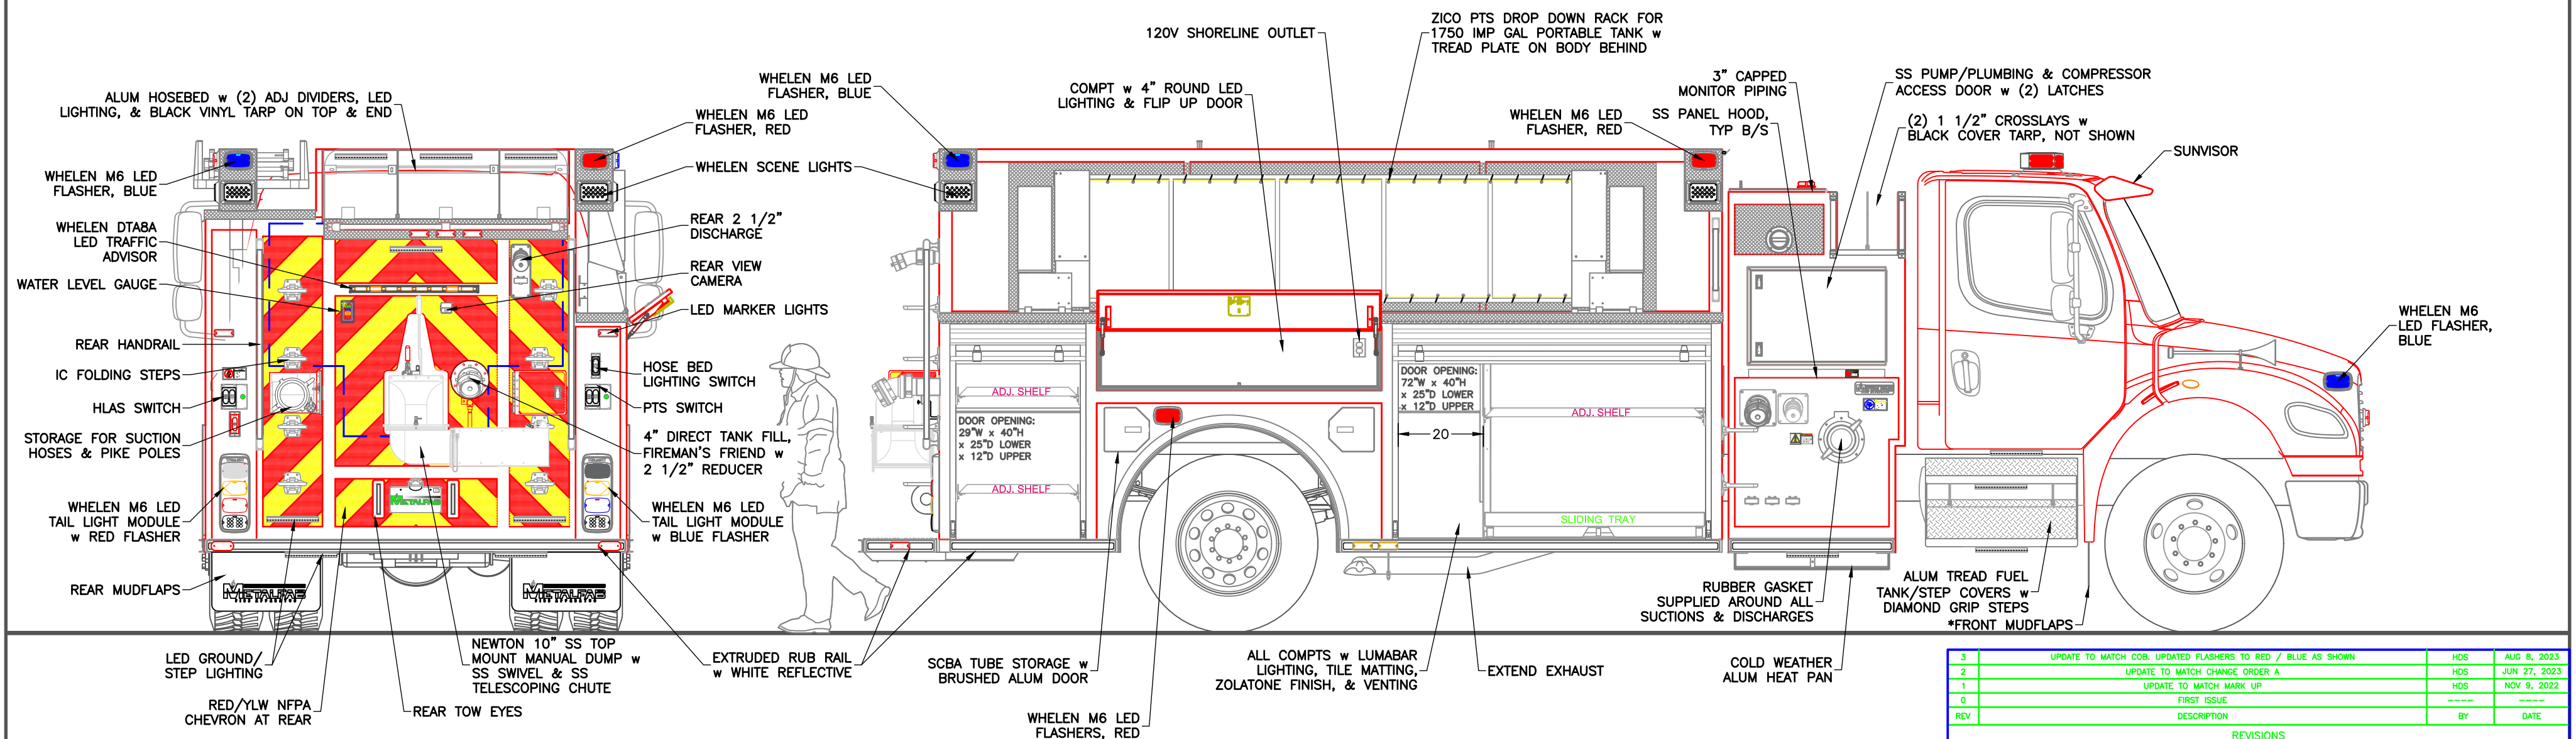 ALUM HOSEBED w (2) ADJ DIVIDERS, LED
LIGHTING, & BLACK VINYL TARP ON TOP & END
WHELEN M6 LED
FLASHER, BLUE
WHELEN DTA8A
LED TRAFFIC
ADVISOR
WATER LEVEL GAUGE
REAR HANDRAIL
IC FOLDING STEPS
HLAS SWITCH
STORAGE FOR SUCTION
HOSES & PIKE POLES
WHELEN M6 LED
TAIL LIGHT MODULE
w RED FLASHER
REAR MUDFLAPS
LED GROUND/
STEP LIGHTING
RED/YLW NFPA
CHEVRON AT REAR
REAR TOW EYES
NEWTON 10" SS TOP
MOUNT MANUAL DUMP w
SS SWIVEL & SS
TELESCOPING CHUTE
METALFAB
METALFAB
METALFAB
WHELEN M6 LED
FLASHER, BLUE
WHELEN M6 LED
FLASHER, RED
WHELEN SCENE LIGHTS
REAR 2 1/2"
DISCHARGE
REAR VIEW
CAMERA
LED MARKER LIGHTS
HOSE BED
LIGHTING SWITCH
PTS SWITCH
4" DIRECT TANK FILL,
FIREMAN'S FRIEND w
2 1/2" REDUCER
WHELEN M6 LED
TAIL LIGHT MODULE
w BLUE FLASHER
EXTRUDED RUB RAIL
w WHITE REFLECTIVE
120V SHORELINE OUTLET
COMPT w 4" ROUND LED
LIGHTING & FLIP UP DOOR
ZICO PTS DROP DOWN RACK FOR
1750 IMP GAL PORTABLE TANK w
TREAD PLATE ON BODY BEHIND
WHELEN M6 LED
FLASHER, RED
3" CAPPED
MONITOR PIPING
SS PANEL HOOD,
TYP B/S
SS PUMP/PLUMBING & COMPRESSOR
ACCESS DOOR w (2) LATCHES
(2) 1 1/2" CROSSLAYS w
BLACK COVER TARP, NOT SHOWN
SUNVISOR
WHELEN M6
LED FLASHER,
BLUE
ADJ. SHELF
DOOR OPENING:
29"W x 40"H
x 25"D LOWER
x 12"D UPPER
ADJ. SHELF
DOOR OPENING:
72"W x 40"H
x 25"D LOWER
x 12"D UPPER
20
ADJ. SHELF
SLIDING TRAY
SCBA TUBE STORAGE w
BRUSHED ALUM DOOR
WHELEN M6 LED
FLASHERS, RED
ALL COMPTS w LUMABAR
LIGHTING, TILE MATTING,
ZOLATONE FINISH, & VENTING
EXTEND EXHAUST
RUBBER GASKET
SUPPLIED AROUND ALL
SUCTIONS & DISCHARGES
COLD WEATHER
ALUM HEAT PAN
ALUM TREAD FUEL
TANK/STEP COVERS w
DIAMOND GRIP STEPS
*FRONT MUDFLAPS
3 UPDATE TO MATCH COB. UPDATED FLASHERS TO RED / BLUE AS SHOWN HDS AUG 8, 2023
2 UPDATE TO MATCH CHANGE ORDER A HDS JUN 27, 2023
1 UPDATE TO MATCH MARK UP HDS NOV 9, 2022
0 FIRST ISSUE ---- ----
REV DESCRIPTION BY DATE
REVISIONS